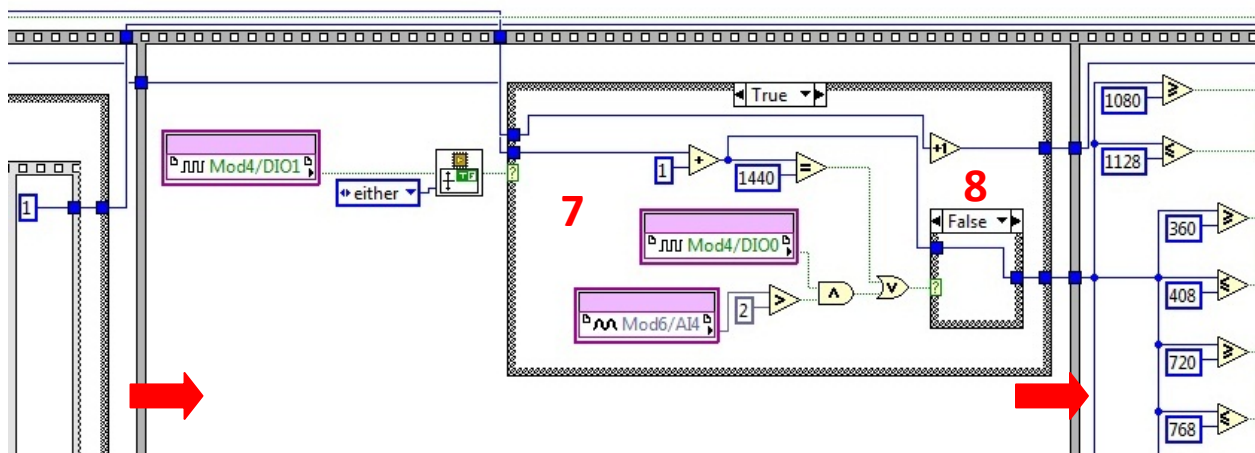 True
1080
Mod4/DIO1
1128
+
+1
either
1
1440
=
1
7
8
False
360
Mod4/DIO0
408
2
>
Mod6/AI4
720
768